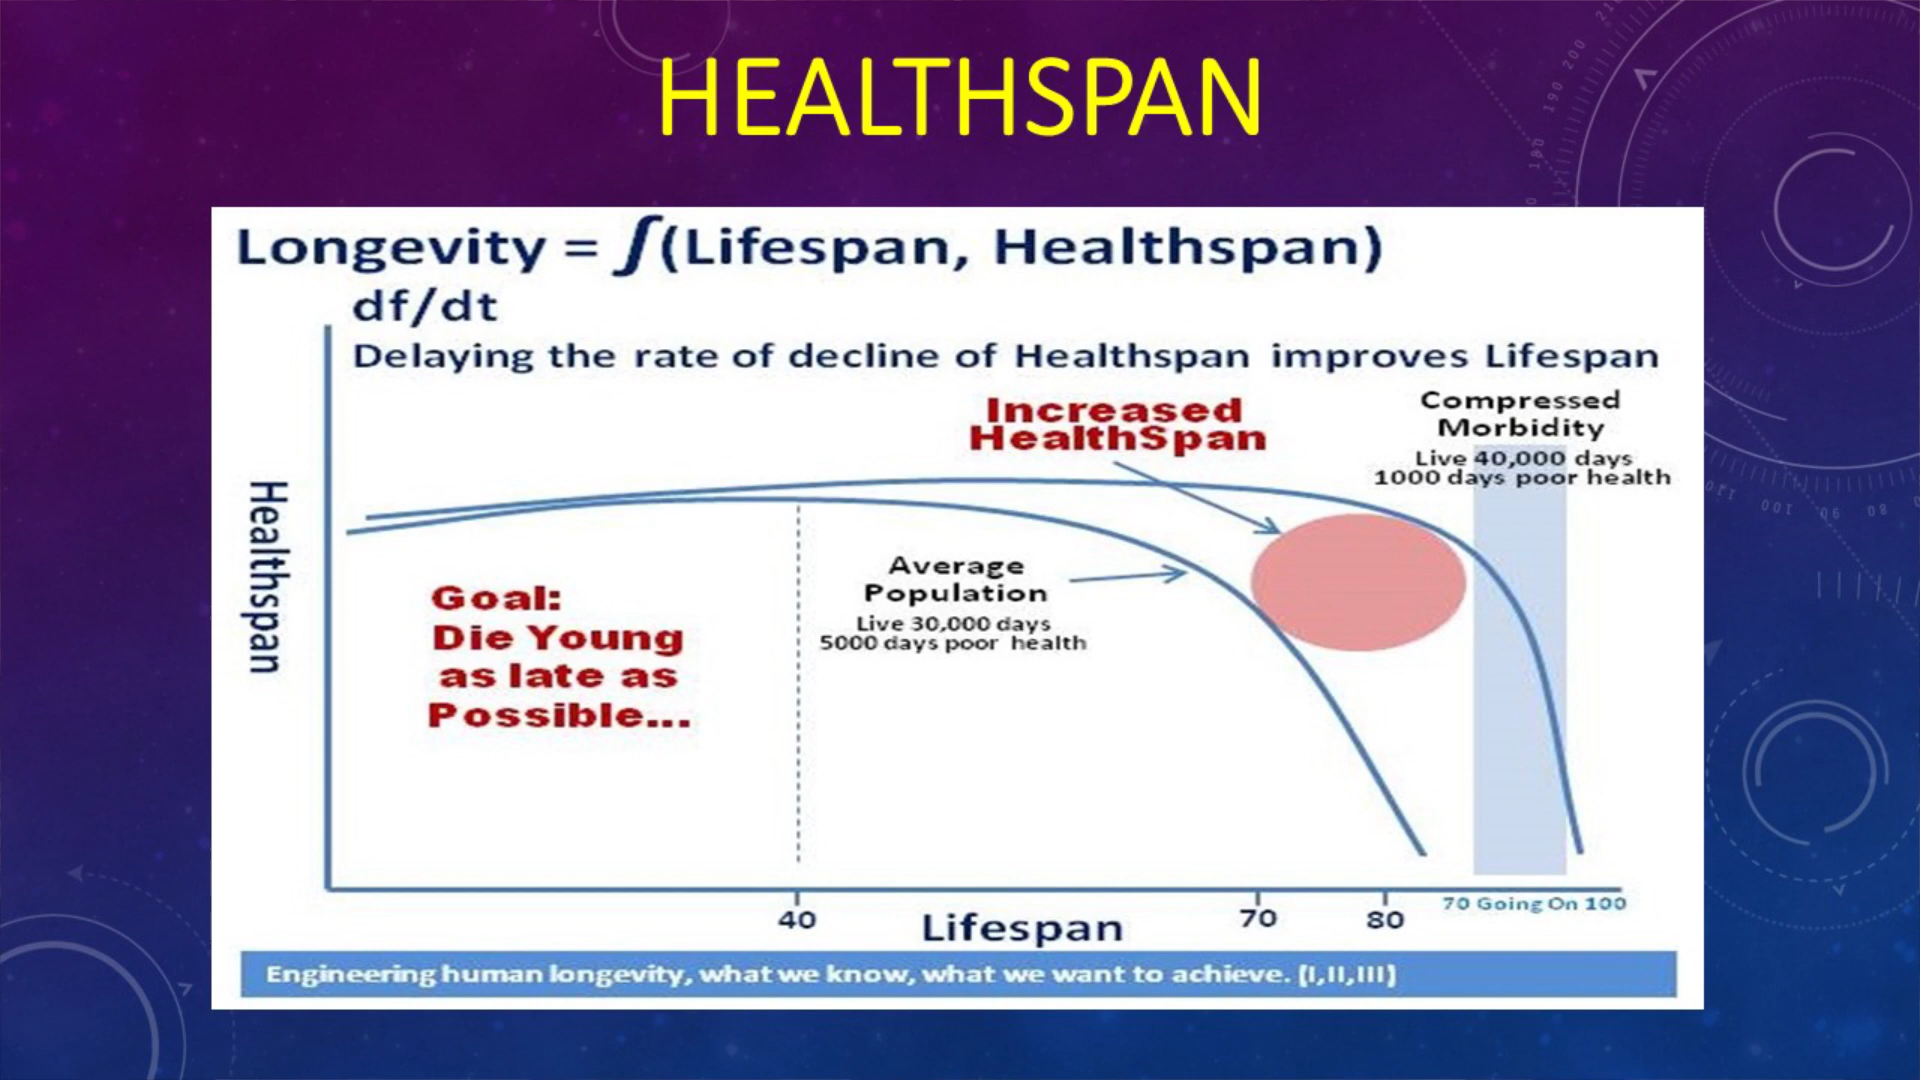 HEALTHSPAN
Longevity = ∫(Lifespan, Healthspan)
df/dt
Delaying the rate of decline of Healthspan improves Lifespan
Increased
HealthSpan
Compressed
Morbidity
Live 40,000 days
1000 days poor health
Healthspan
Average
Population
Live 30,000 days
5000 days poor health
Goal:
Die Young
as late as
Possible...
40
Lifespan
70
80
70 Going On 100
Engineering human longevity, what we know, what we want to achieve. (I,II,III)
180
190
200